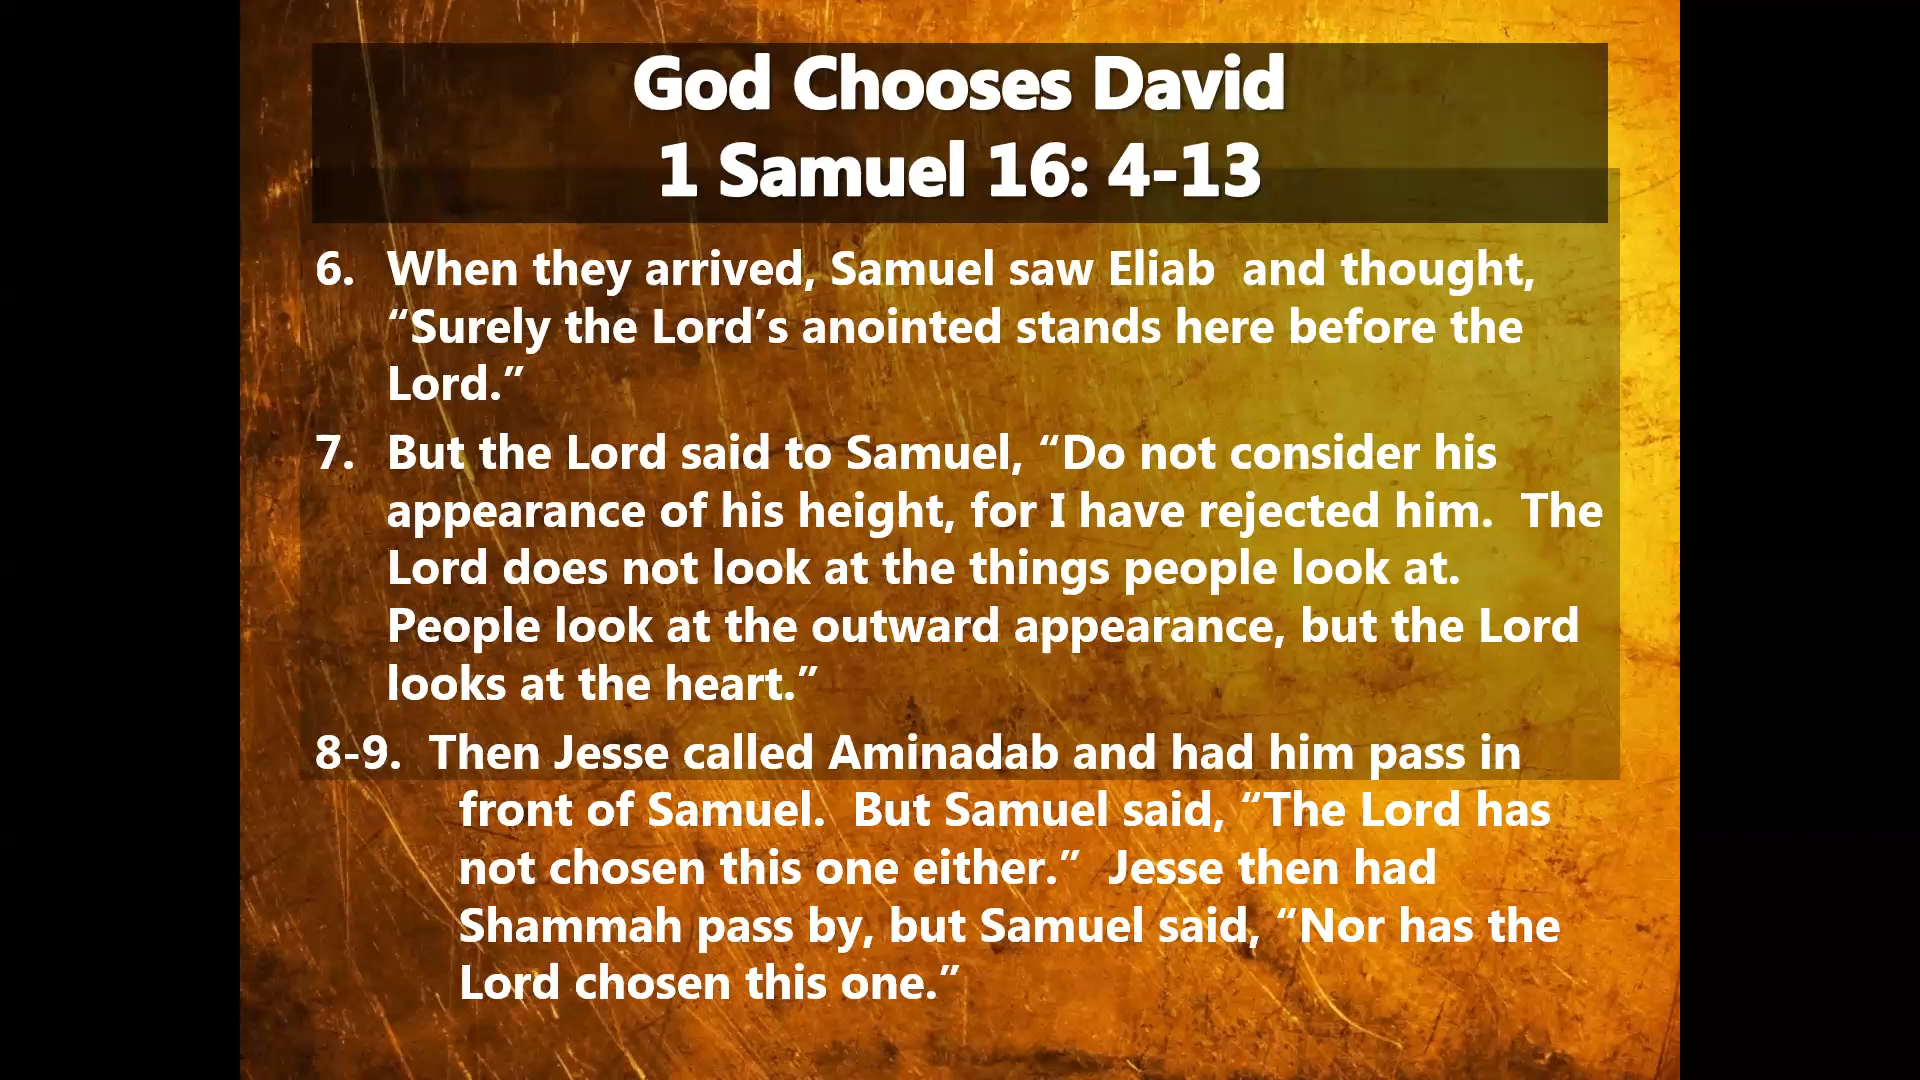 God Chooses David
1 Samuel 16: 4-13
6. When they arrived, Samuel saw Eliab and thought,
“Surely the Lord’s anointed stands here before the
Lord.”
7. But the Lord said to Samuel, “Do not consider his
appearance of his height, for I have rejected him. The
Lord does not look at the things people look at.
People look at the outward appearance, but the Lord
looks at the heart.”
8-9. Then Jesse called Aminadab and had him pass in
front of Samuel. But Samuel said, “The Lord has
not chosen this one either.” Jesse then had
Shammah pass by, but Samuel said, “Nor has the
Lord chosen this one.”